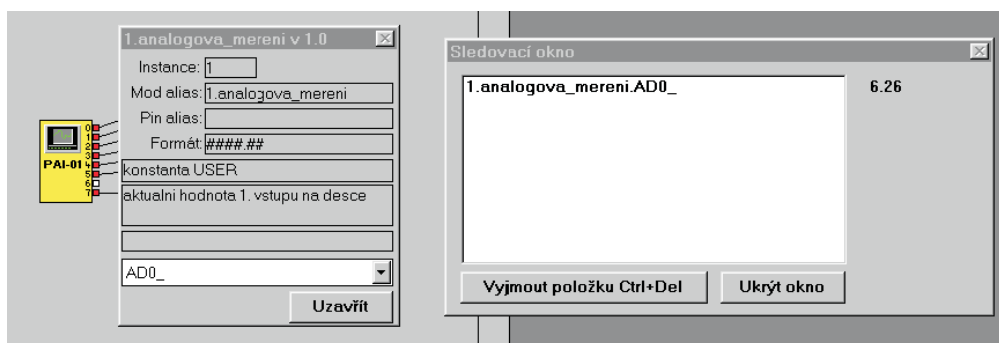 1.analogova_mereni v 1.0
Instance: 1
Mod alias: 1.analogova_mereni
Pin alias:
Formát: ####.##
konstanta USER
aktualni hodnota 1. vstupu na desce
AD0_
Uzavřít
PAI-01
0
1
2
3
4
5
6
7
Sledovací okno
1.analogova_mereni.AD0_ 6.26
Vyjmout položku Ctrl+Del
Ukrýt okno